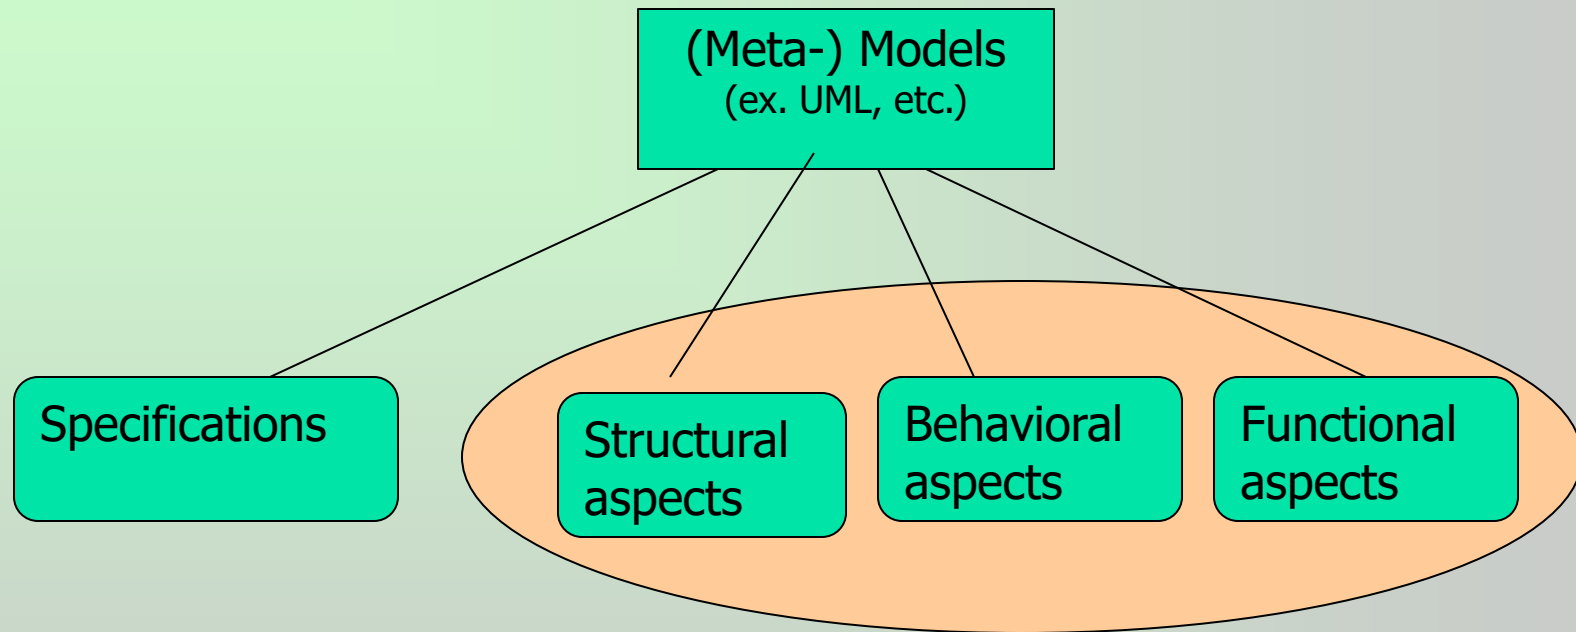 (Meta-) Models
(ex. UML, etc.)
Specifications
Structural
aspects
Behavioral
aspects
Functional
aspects